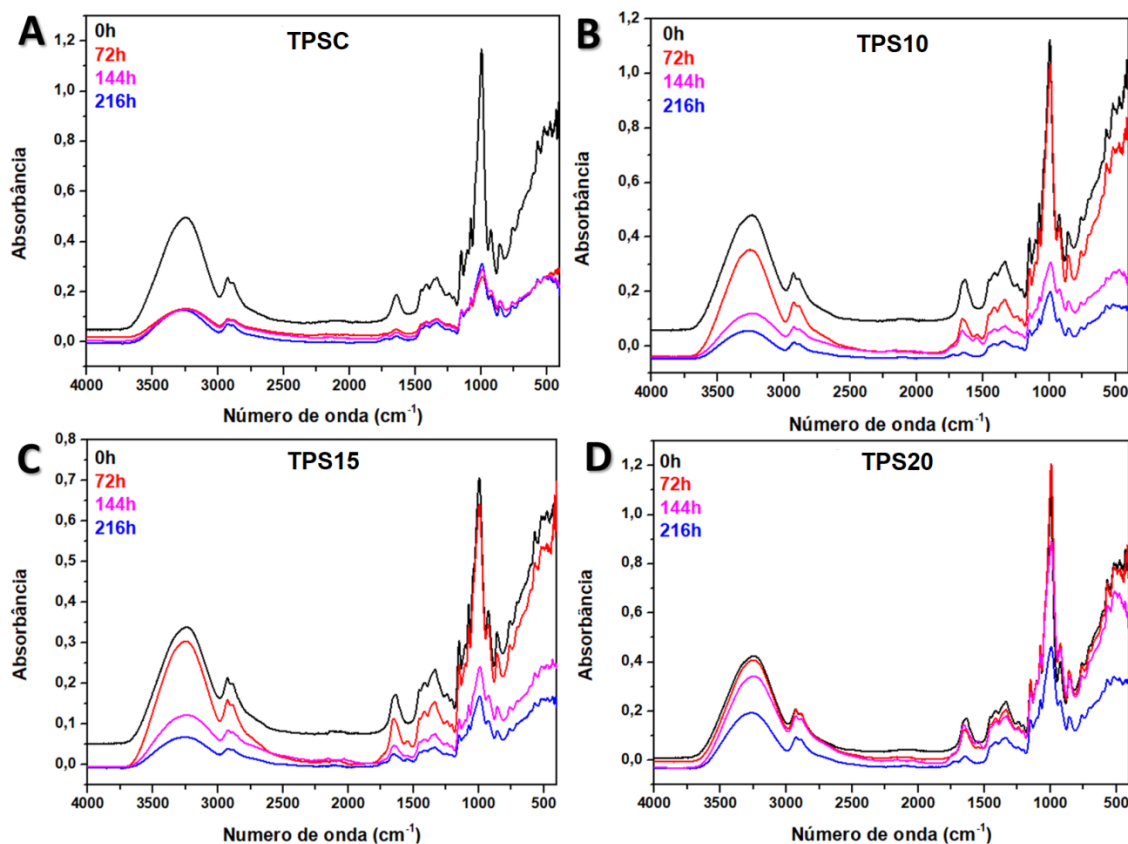 A
TPSC
0h
72h
144h
216h
Absorbância
1,2
1,0
0,8
0,6
0,4
0,2
0,0
4000 3500 3000 2500 2000 1500 1000 500
Número de onda (cm-1)
B
TPS10
0h
72h
144h
216h
Absorbância
1,2
1,0
0,8
0,6
0,4
0,2
0,0
4000 3500 3000 2500 2000 1500 1000 500
Número de onda (cm-1)
C
TPS15
0h
72h
144h
216h
Absorbância
0,8
0,7
0,6
0,5
0,4
0,3
0,2
0,1
0,0
4000 3500 3000 2500 2000 1500 1000 500
Número de onda (cm-1)
D
TPS20
0h
72h
144h
216h
Absorbância
1,2
1,0
0,8
0,6
0,4
0,2
0,0
4000 3500 3000 2500 2000 1500 1000 500
Número de onda (cm-1)